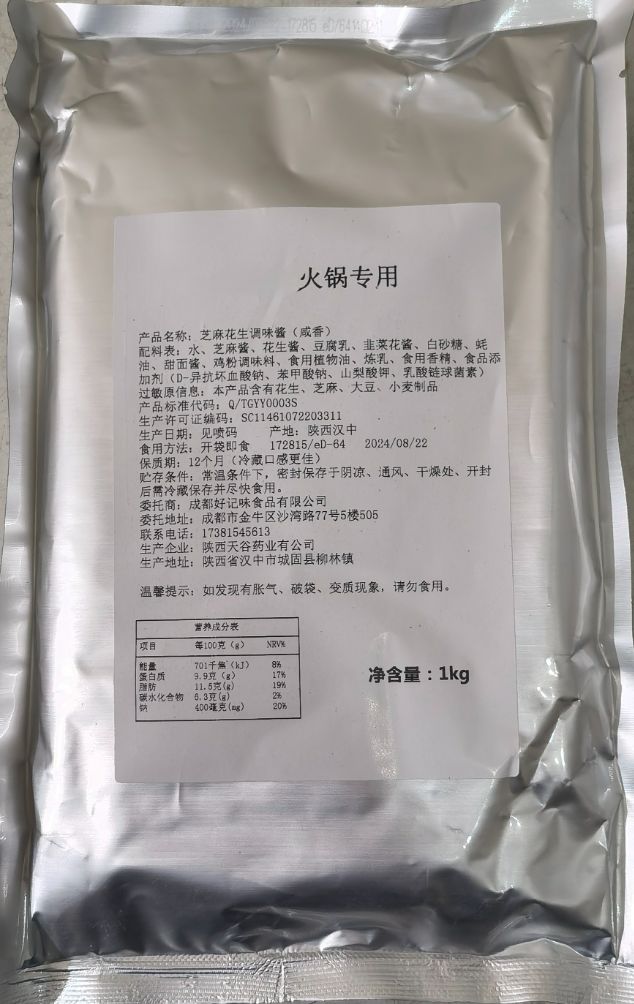 火锅专用
产品名称：芝麻花生调味酱（咸香）
配料表：水、芝麻酱、花生酱、豆腐乳、韭菜花酱、白砂糖、蚝
油、甜面酱、鸡粉调味料、食用植物油、炼乳、食用香精、食品添
加剂（D-异抗坏血酸钠、苯甲酸钠、山梨酸钾、乳酸链球菌素）
过敏原信息：本产品含有花生、芝麻、大豆、小麦制品
产品标准代码：Q/TGYY0003S
生产许可证编码：SC11461072203311
生产日期：见喷码 产地：陕西汉中
食用方法：开袋即食 172815/eD-64 2024/08/22
保质期：12个月（冷藏口感更佳）
贮存条件：常温条件下，密封保存于阴凉、通风、干燥处、开封
后需冷藏保存并尽快食用。
委托商：成都好记味食品有限公司
委托地址：成都市金牛区沙湾路77号5楼505
联系电话：17381545613
生产企业：陕西天谷药业有公司
生产地址：陕西省汉中市城固县柳林镇
温馨提示：如发现有胀气、破袋、变质现象，请勿食用。
营养成分表
项目 每100克（g） NRV%
能量 701千焦（kJ） 8%
蛋白质 9.9克（g） 17%
脂肪 11.5克(g) 19%
碳水化合物 6.3克(g) 2%
钠 400毫克(mg) 20%
净含量：1kg